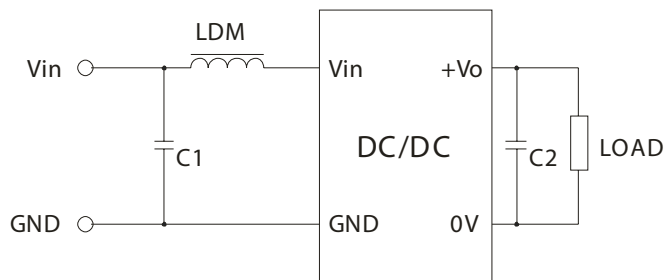 LDM
Vin
Vin
+Vo
C1
DC/DC
C2
LOAD
GND
GND
0V